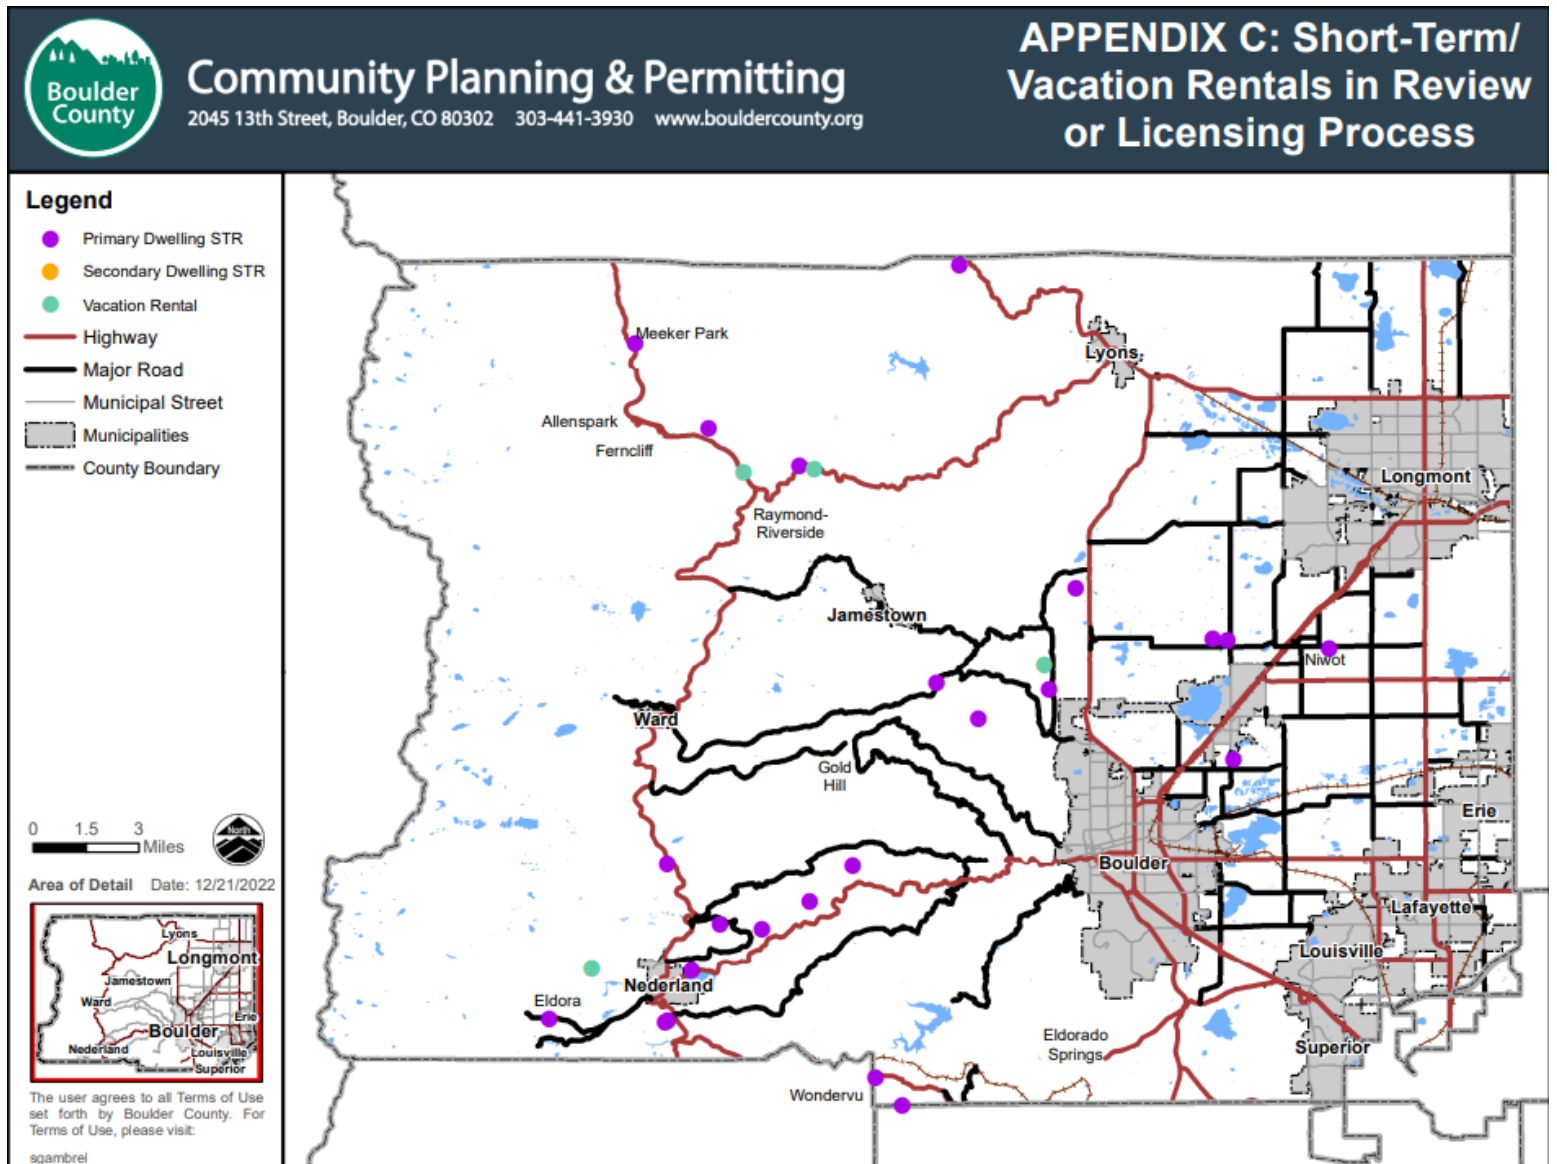 Boulder
County
Community Planning & Permitting
2045 13th Street, Boulder, CO 80302 303-441-3930 www.bouldercounty.org
APPENDIX C: Short-Term/
Vacation Rentals in Review
or Licensing Process
Legend
Primary Dwelling STR
Secondary Dwelling STR
Vacation Rental
Highway
Major Road
Municipal Street
Municipalities
County Boundary
0 1.5 3
Miles
North
Area of Detail Date: 12/21/2022
Lyons
Longmont
Jamestown
Ward
Erie
Boulder
Nederland
Louisville
Superior
The user agrees to all Terms of Use
set forth by Boulder County. For
Terms of Use, please visit:
sgambrel
Meeker Park
Lyons
Allenspark
Ferncliff
Longmont
Raymond-
Riverside
Jamestown
Niwot
Ward
Gold
Hill
Erie
Boulder
Lafayette
Louisville
Nederland
Eldora
Eldorado
Springs
Superior
Wondervu